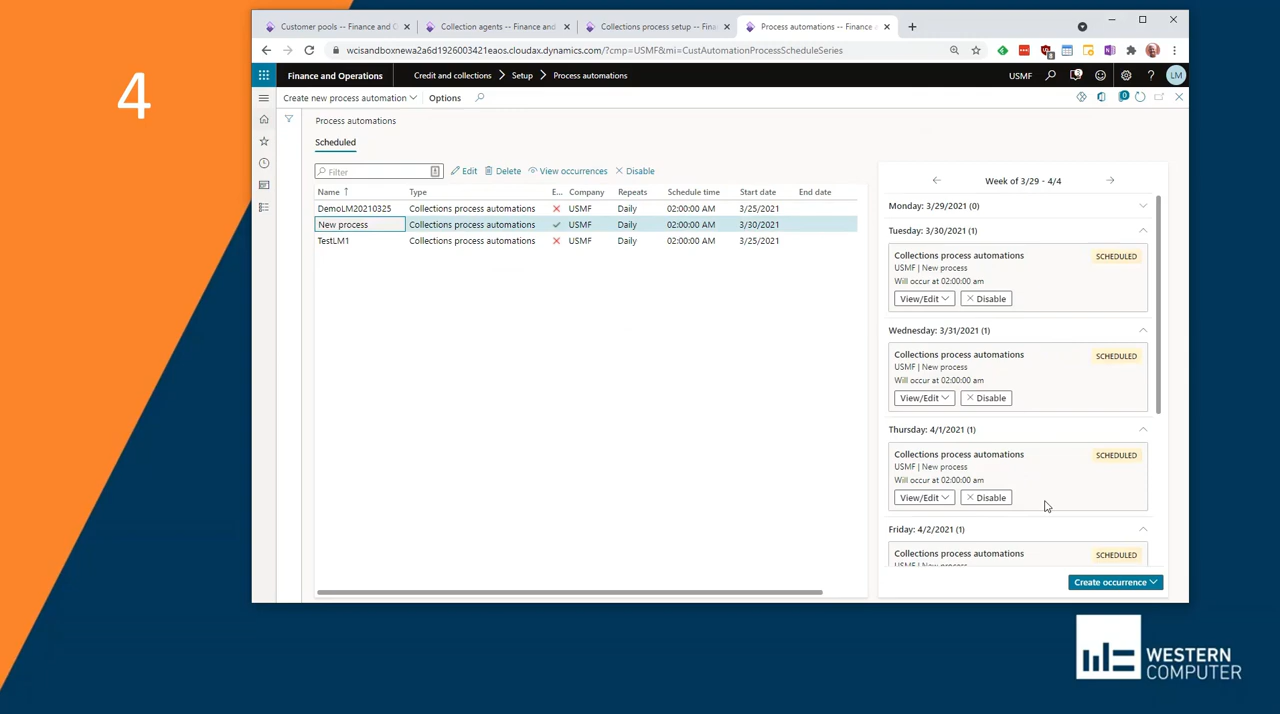 4
Customer pools -- Finance and O
Collection agents -- Finance and
Collections process setup -- Finan
Process automations -- Finance
wcisandboxnewa2a6d1926003421eaos.cloudax.dynamics.com/?cmp=USMF&mi=CustAutomationProcessScheduleSeries
Finance and Operations
Credit and collections > Setup > Process automations
USMF
LM
Create new process automation
Options
0
Process automations
Scheduled
Filter
Edit Delete View occurrences Disable
Name Type E... Company Repeats Schedule time Start date End date
DemoLM20210325 Collections process automations USMF Daily 02:00:00 AM 3/25/2021
New process Collections process automations USMF Daily 02:00:00 AM 3/30/2021
TestLM1 Collections process automations USMF Daily 02:00:00 AM 3/25/2021
Week of 3/29 - 4/4
Monday: 3/29/2021 (0)
Tuesday: 3/30/2021 (1)
Collections process automations SCHEDULED
USMF | New process
Will occur at 02:00:00 am
View/Edit Disable
Wednesday: 3/31/2021 (1)
Collections process automations SCHEDULED
USMF | New process
Will occur at 02:00:00 am
View/Edit Disable
Thursday: 4/1/2021 (1)
Collections process automations SCHEDULED
USMF | New process
Will occur at 02:00:00 am
View/Edit Disable
Friday: 4/2/2021 (1)
Collections process automations SCHEDULED
USMF | New process
Create occurrence
WESTERN
COMPUTER